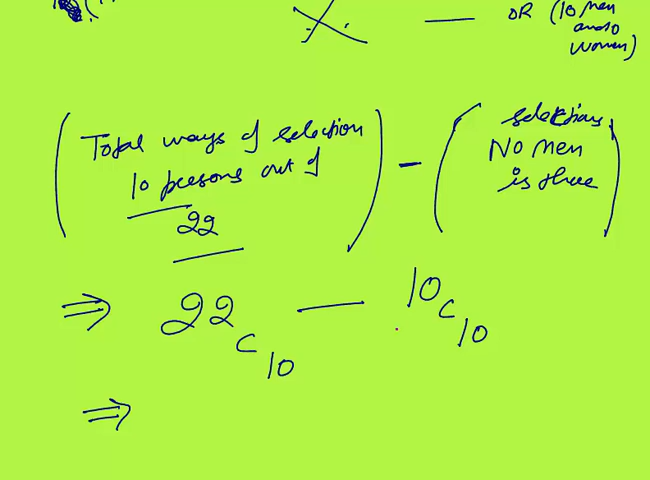 OR (10 men
and 0
women)
Total ways of selection
10 persons out of
22
selections
NO men
is there
⇒ 22C10 — 10C10
⇒